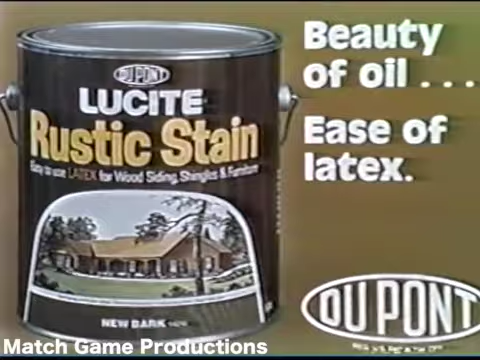 Beauty
of oil . . .
Ease of
latex.
DU PONT
LUCITE
Rustic Stain
Easy to use LATEX for Wood Siding, Shingles & Furniture
NEW BARK
DU PONT
Match Game Productions